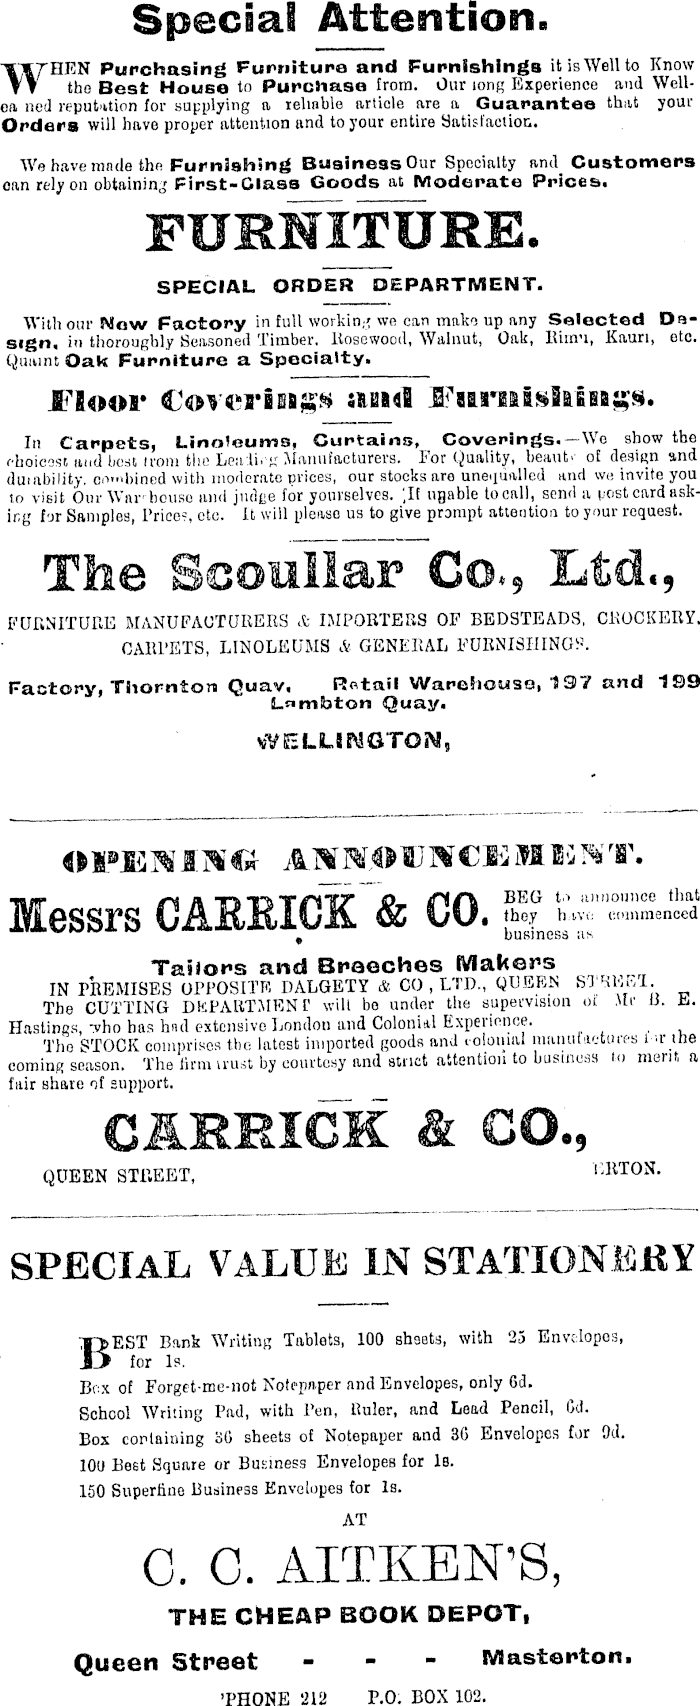 Special Attention.
WHEN Purchasing Furniture and Furnishings it is Well to Know
the Best House to Purchase from. Our long Experience and Well-
ea ned reputation for supplying a reliable article are a Guarantee that your
Orders will have proper attention and to your entire Satisfaction.
We have made the Furnishing Business Our Specialty and Customers
can rely on obtaining First-Class Goods at Moderate Prices.
FURNITURE.
SPECIAL ORDER DEPARTMENT.
With our New Factory in full working we can make up any Selected De-
sign, in thoroughly Seasoned Timber. Rosewood, Walnut, Oak, Rimu, Kauri, etc.
Quaint Oak Furniture a Specialty.
Floor Coverings and Furnishings.
In Carpets, Linoleums, Curtains, Coverings.—We show the
choicest and best from the Leading Manufacturers. For Quality, beauty of design and
durability, combined with moderate prices, our stocks are unequalled and we invite you
to visit Our Warehouse and judge for yourselves. If unable to call, send a post card ask-
ing for Samples, Prices, etc. It will please us to give prompt attention to your request.
The Scoullar Co., Ltd.,
FURNITURE MANUFACTURERS & IMPORTERS OF BEDSTEADS, CROCKERY,
CARPETS, LINOLEUMS & GENERAL FURNISHINGS.
Factory, Thornton Quay. Retail Warehouse, 197 and 199
Lambton Quay.
WELLINGTON,
OPENING ANNOUNCEMENT.
Messrs CARRICK & CO. BEG to announce that
they have commenced
business as
Tailors and Breeches Makers
IN PREMISES OPPOSITE DALGETY & CO, LTD., QUEEN STREET.
The CUTTING DEPARTMENT will be under the supervision of Mr B. E.
Hastings, who has had extensive London and Colonial Experience.
The STOCK comprises the latest imported goods and colonial manufactures for the
coming season. The firm trust by courtesy and strict attention to business to merit a
fair share of support.
CARRICK & CO.,
QUEEN STREET, ERTON.
SPECIAL VALUE IN STATIONERY
BEST Bank Writing Tablets, 100 sheets, with 25 Envelopes,
for 1s.
Box of Forget-me-not Notepaper and Envelopes, only 6d.
School Writing Pad, with Pen, Ruler, and Lead Pencil, 6d.
Box containing 36 sheets of Notepaper and 36 Envelopes for 9d.
100 Best Square or Business Envelopes for 1s.
150 Superfine Business Envelopes for 1s.
AT
C. C. AITKEN'S,
THE CHEAP BOOK DEPOT,
Queen Street - - - Masterton.
'PHONE 212 P.O. BOX 102.